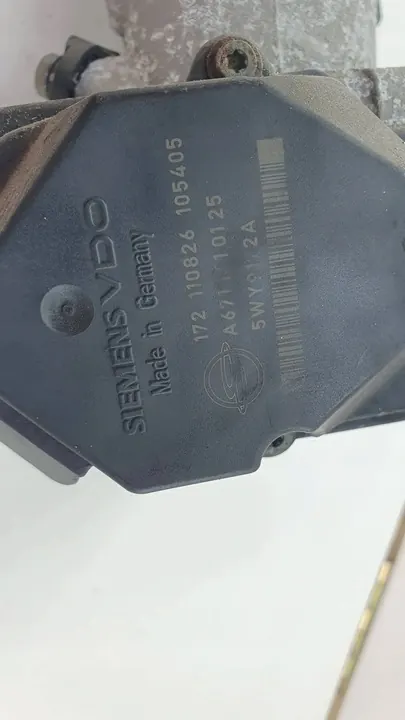 SIEMENS VDO
Made in Germany
172 110826 105405